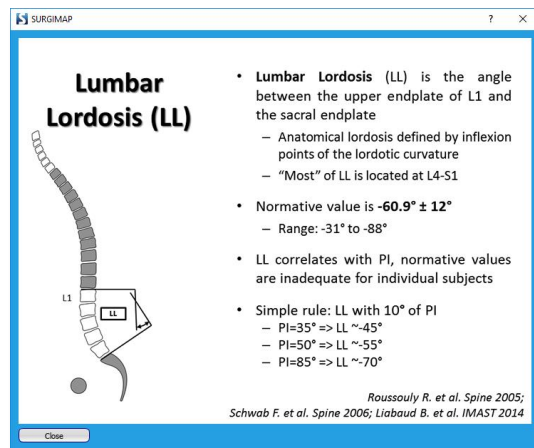 SURGIMAP
? ×
Lumbar
Lordosis (LL)
L1
LL
• Lumbar Lordosis (LL) is the angle
between the upper endplate of L1 and
the sacral endplate
– Anatomical lordosis defined by inflexion
points of the lordotic curvature
– “Most” of LL is located at L4-S1
• Normative value is -60.9° ± 12°
– Range: -31° to -88°
• LL correlates with PI, normative values
are inadequate for individual subjects
• Simple rule: LL with 10° of PI
– PI=35° => LL ~-45°
– PI=50° => LL ~-55°
– PI=85° => LL ~-70°
Roussouly R. et al. Spine 2005;
Schwab F. et al. Spine 2006; Liabaud B. et al. IMAST 2014
Close